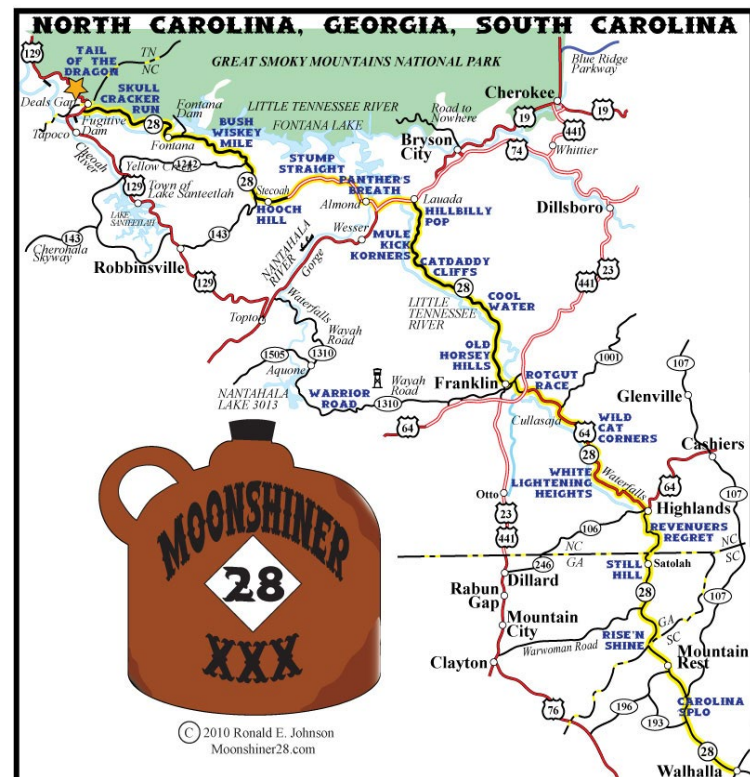 NORTH CAROLINA, GEORGIA, SOUTH CAROLINA
129
TAIL
OF THE
DRAGON
TN
NC
GREAT SMOKY MOUNTAINS NATIONAL PARK
Blue Ridge
Parkway
Deals Gap
SKULL
CRACKER
RUN
Fugitive
Dam
Tapoco
28
Fontana
Dam
Fontana
LITTLE TENNESSEE RIVER
FONTANA LAKE
BUSH
WISKEY
MILE
Road to
Nowhere
Cherokee
19
19
441
Bryson
City
74
Whittier
Cheoah
River
Yellow Creek
1242
129
Town of
Lake Santeetlah
28
STUMP
STRAIGHT
PANTHER'S
BREATH
Stecoah
HOOCH
HILL
Almond
Lauada
HILLBILLY
POP
Dillsboro
LAKE
SANTEETLAH
143
Cherohala
Skyway
143
Robbinsville
Wesser
NANTAHALA
RIVER
Gorge
MULE
KICK
KORNERS
CATDADDY
CLIFFS
28
COOL
WATER
23
441
129
Topton
Waterfalls
Wayah
Road
LITTLE
TENNESSEE
RIVER
1505
1310
Aquone
OLD
HORSEY
HILLS
1001
107
NANTAHALA
LAKE 3013
WARRIOR
ROAD
1310
Wayah
Road
Franklin
ROTGUT
RACE
Glenville
64
Cullasaja
64
WILD
CAT
CORNERS
28
Cashiers
WHITE
LIGHTENING
HEIGHTS
Waterfalls
64
107
Otto
23
441
Highlands
REVENUERS
REGRET
106
NC
GA
NC
SC
246
Dillard
STILL
HILL
Satolah
Rabun
Gap
28
107
Mountain
City
GA
SC
RISE'N
SHINE
Warwoman Road
Mountain
Rest
Clayton
76
196
193
CAROLINA
SPLO
28
Walhalla
MOONSHINER
28
XXX
© 2010 Ronald E. Johnson
Moonshiner28.com